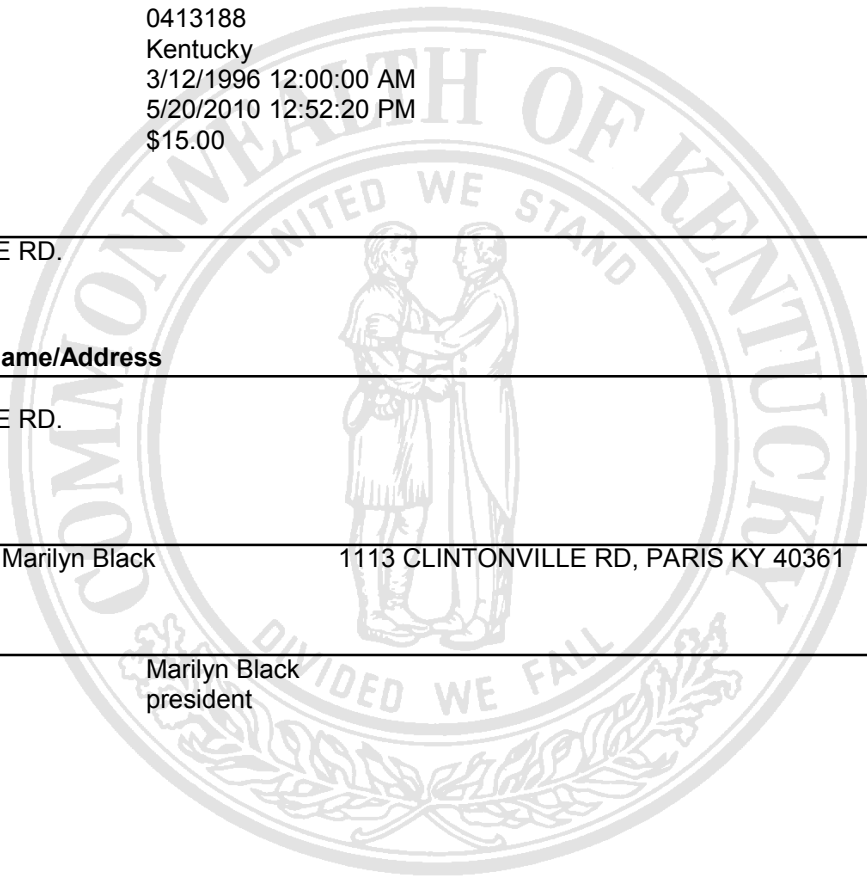 0413188
Kentucky
3/12/1996 12:00:00 AM
5/20/2010 12:52:20 PM
$15.00
COMMONWEALTH OF KENTUCKY
UNITED WE STAND
E RD.
ame/Address
E RD.
Marilyn Black 1113 CLINTONVILLE RD, PARIS KY 40361
DIVIDED WE FALL
Marilyn Black
president